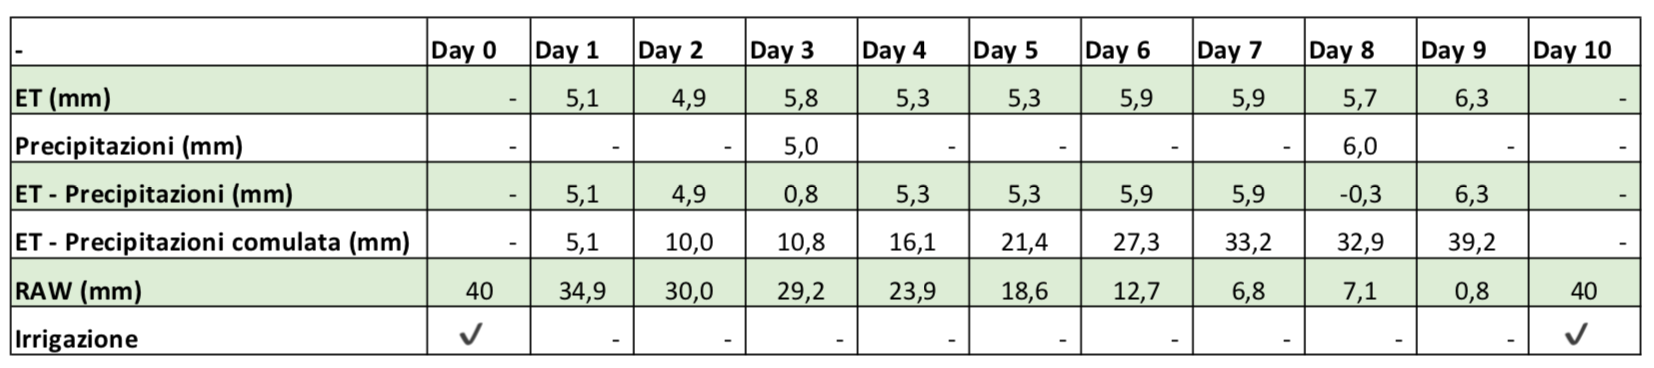 - Day 0 Day 1 Day 2 Day 3 Day 4 Day 5 Day 6 Day 7 Day 8 Day 9 Day 10
ET (mm) - 5,1 4,9 5,8 5,3 5,3 5,9 5,9 5,7 6,3 -
Precipitazioni (mm) - - - 5,0 - - - - 6,0 - -
ET - Precipitazioni (mm) - 5,1 4,9 0,8 5,3 5,3 5,9 5,9 -0,3 6,3 -
ET - Precipitazioni comulata (mm) - 5,1 10,0 10,8 16,1 21,4 27,3 33,2 32,9 39,2 -
RAW (mm) 40 34,9 30,0 29,2 23,9 18,6 12,7 6,8 7,1 0,8 40
Irrigazione ✓ - - - - - - - - - ✓